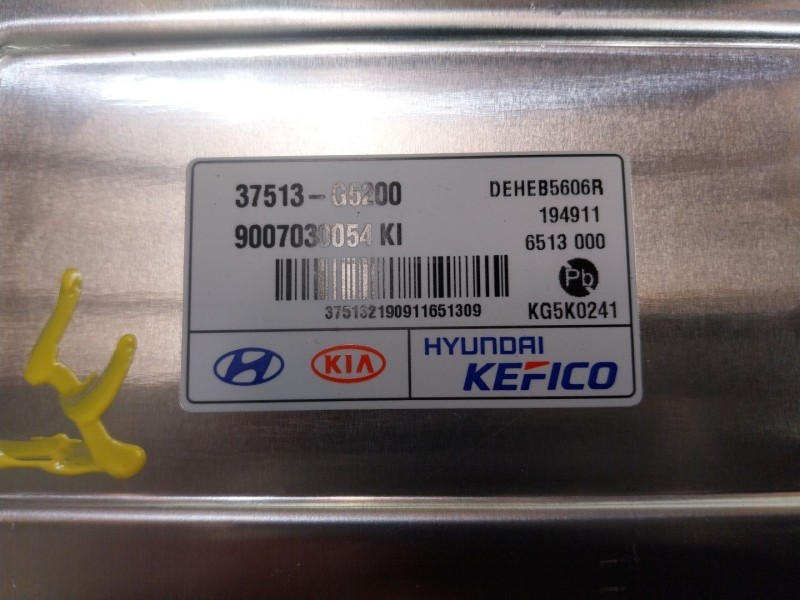 37513-G5200
9007030054 KI
375132190911651309
DEHEB5606R
194911
6513 000
Pb
KG5K0241
KIA
HYUNDAI
KEFICO